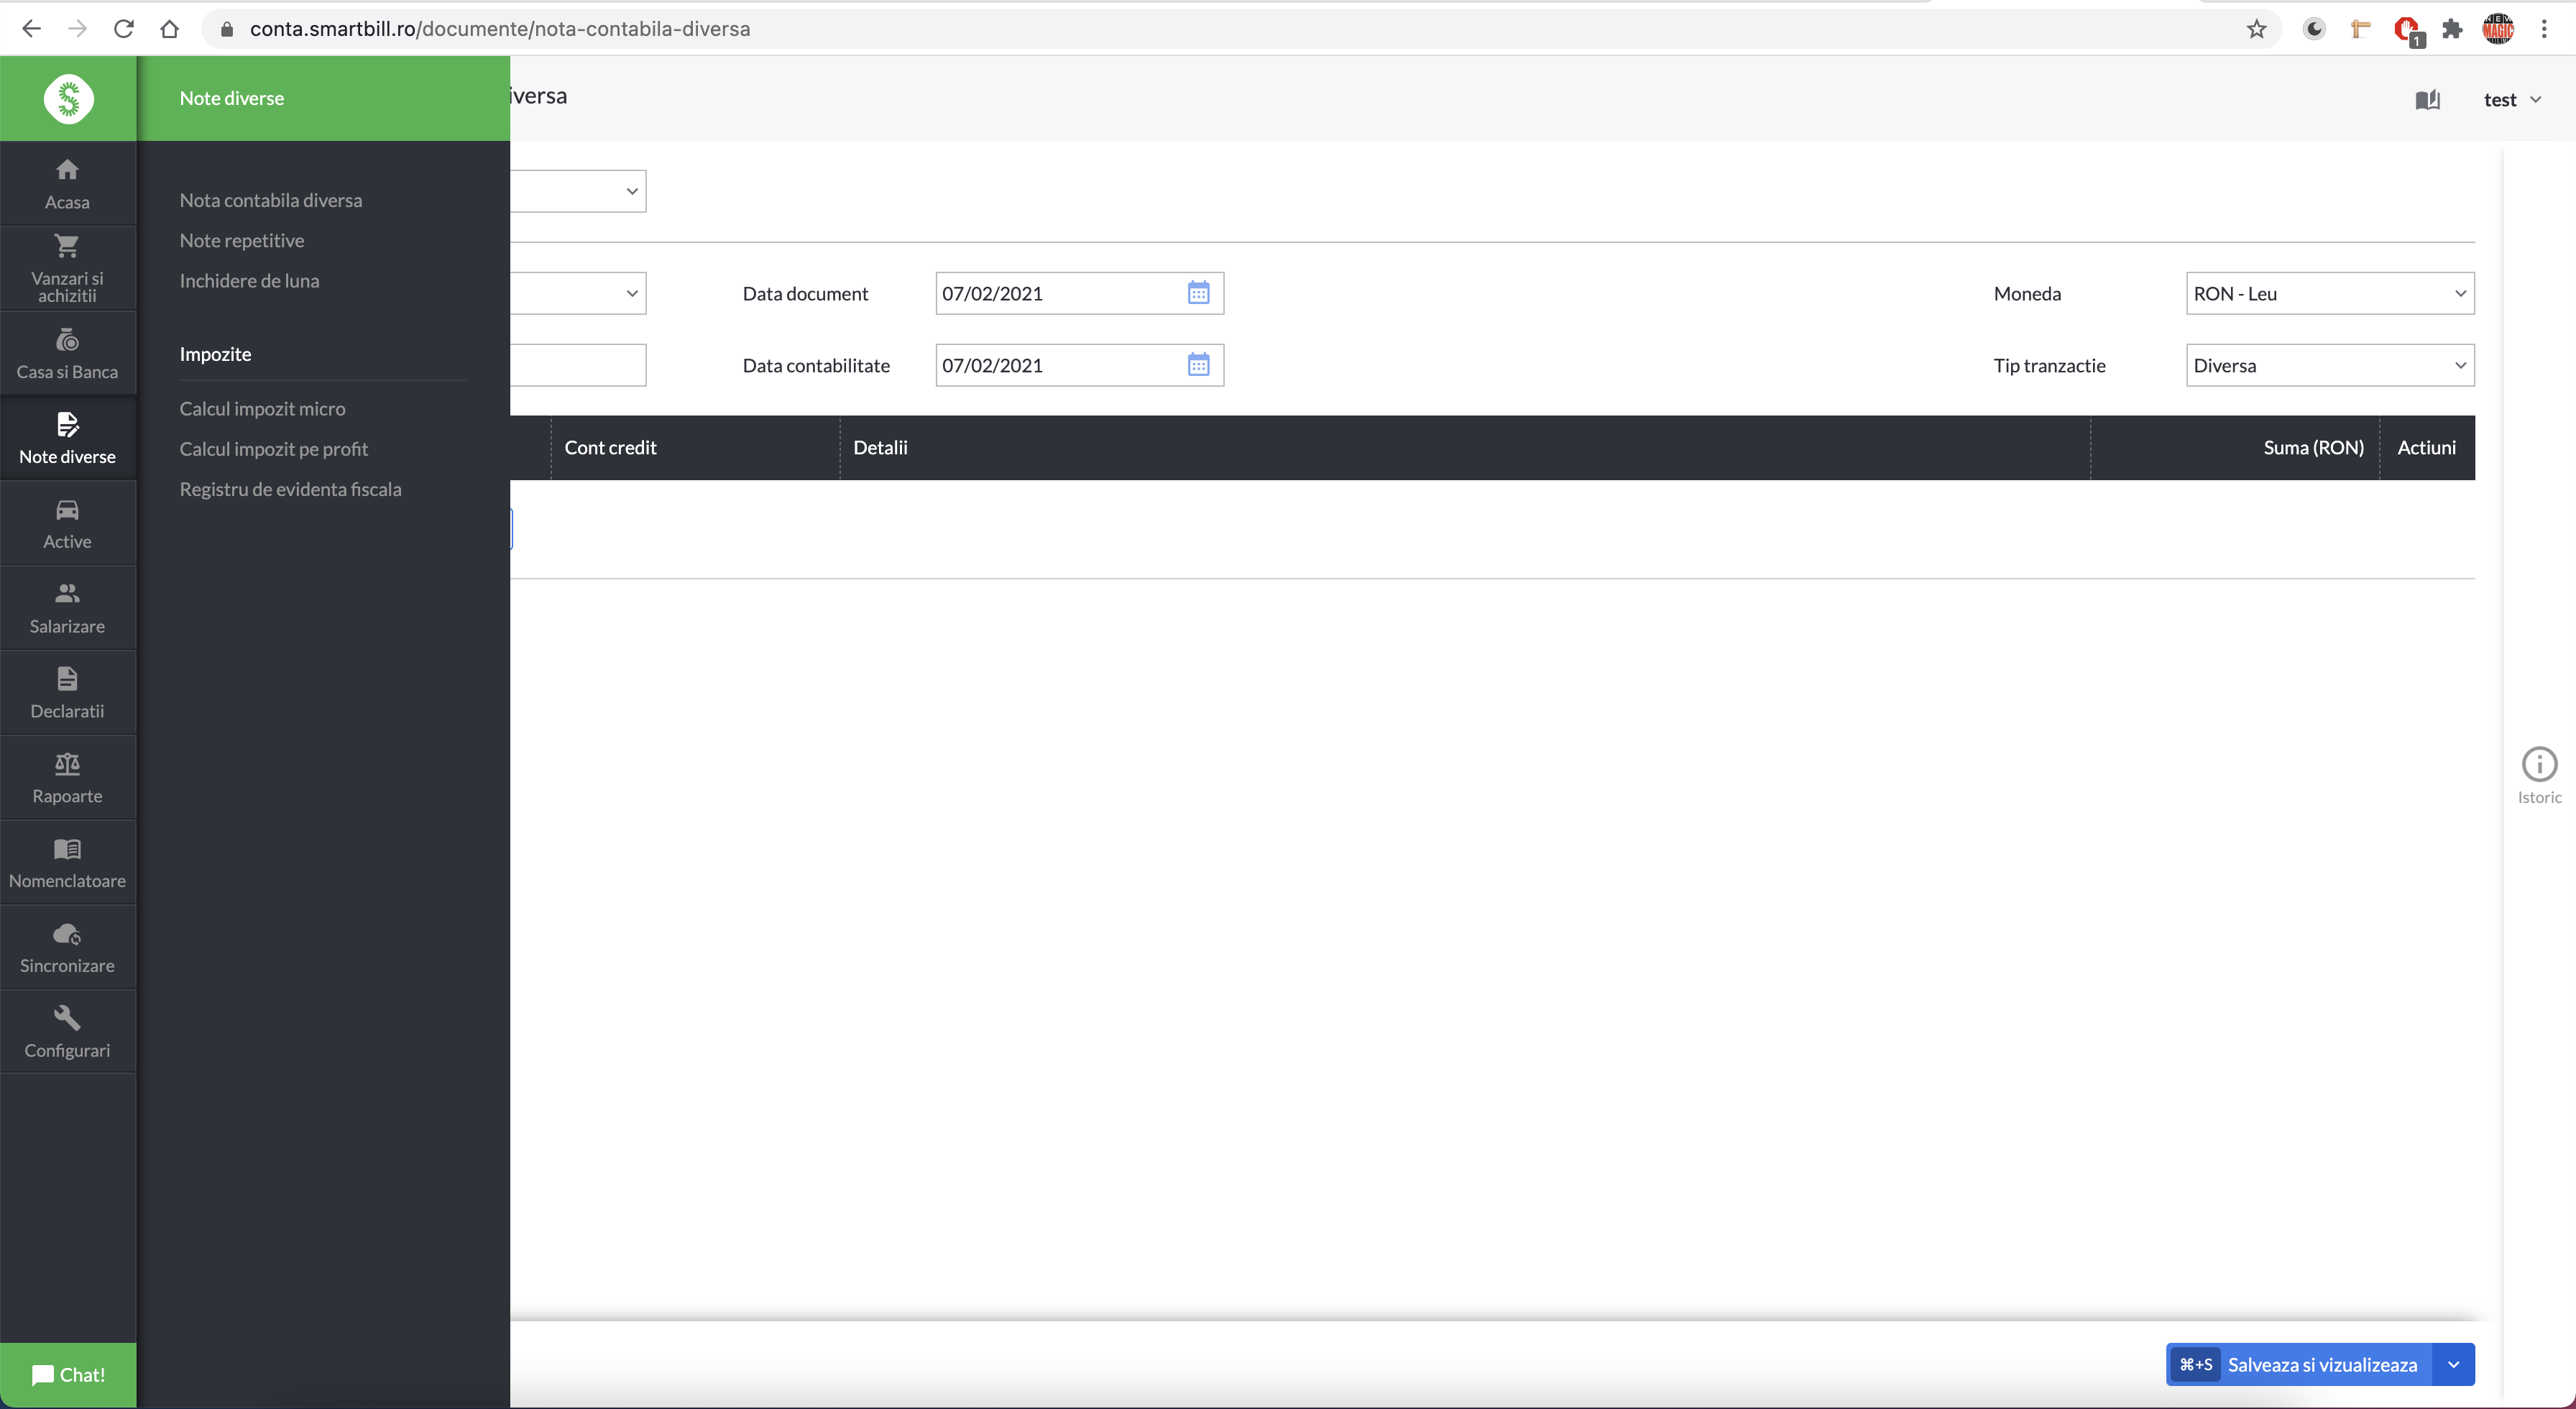 conta.smartbill.ro/documente/nota-contabila-diversa
1
NEW
MAGIC
Note diverse
iversa
test
Acasa
Vanzari si
achizitii
Casa si Banca
Note diverse
Active
Salarizare
Declaratii
Rapoarte
Nomenclatoare
Sincronizare
Configurari
Chat!
Nota contabila diversa
Note repetitive
Inchidere de luna
Impozite
Calcul impozit micro
Calcul impozit pe profit
Registru de evidenta fiscala
Data document 07/02/2021 Moneda RON - Leu
Data contabilitate 07/02/2021 Tip tranzactie Diversa
Cont credit Detalii Suma (RON) Actiuni
Istoric
⌘+S Salveaza si vizualizeaza